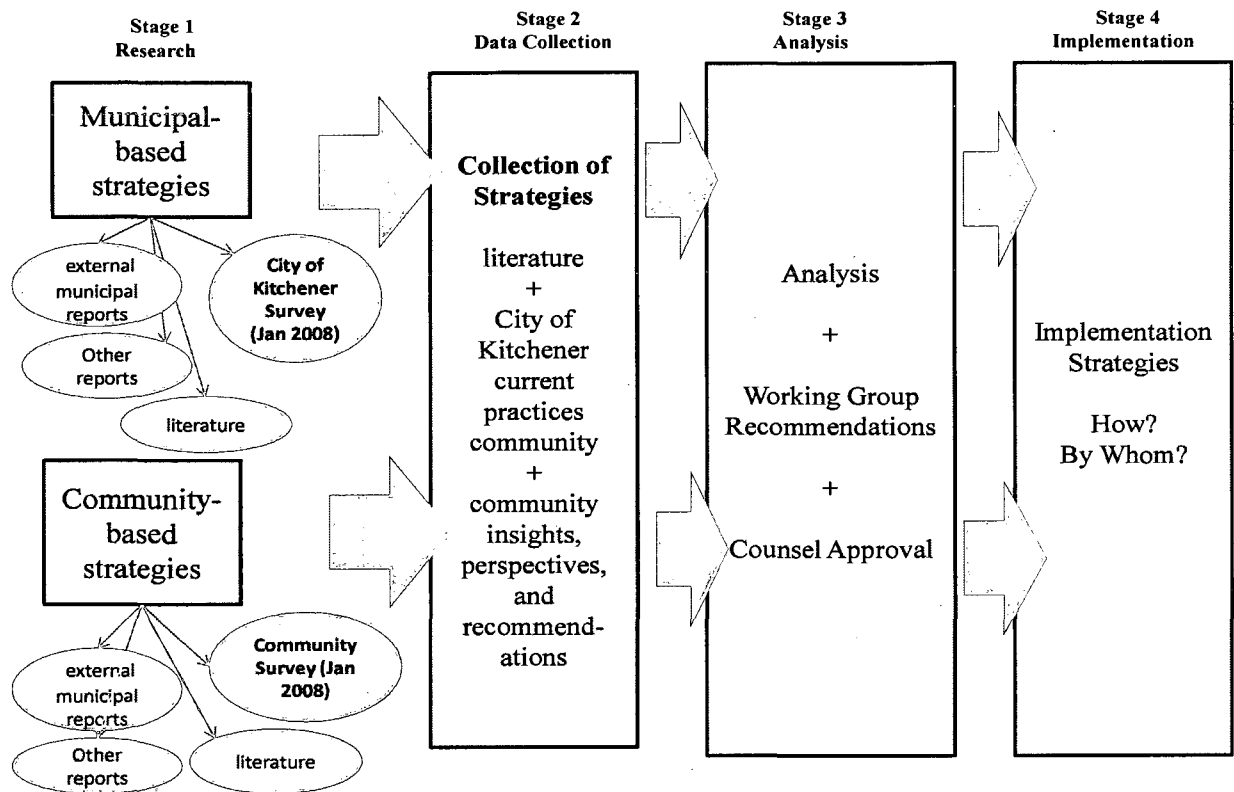 Stage 1
Research
Municipal-
based
strategies
external
municipal
reports
City of
Kitchener
Survey
(Jan 2008)
Other
reports
literature
Community-
based
strategies
external
municipal
reports
Community
Survey (Jan
2008)
Other
reports
literature
Stage 2
Data Collection
Collection of
Strategies
literature
+
City of
Kitchener
current
practices
community
+
community
insights,
perspectives,
and
recommend-
ations
Stage 3
Analysis
Analysis
+
Working Group
Recommendations
+
Counsel Approval
Stage 4
Implementation
Implementation
Strategies
How?
By Whom?